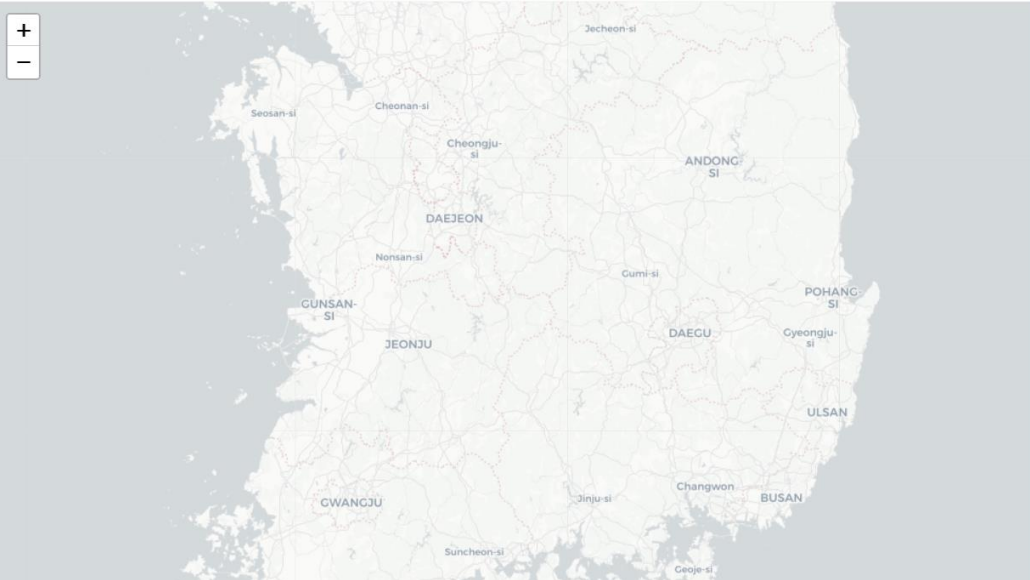 +
−
Jecheon-si
Seosan-si
Cheonan-si
Cheongju-
si
ANDONG
SI
DAEJEON
Nonsan-si
Gumi-si
GUNSAN-
SI
POHANG
SI
JEONJU
DAEGU
Gyeongju-
si
ULSAN
Changwon
GWANGJU
Jinju-si
BUSAN
Suncheon-si
Geoje-si